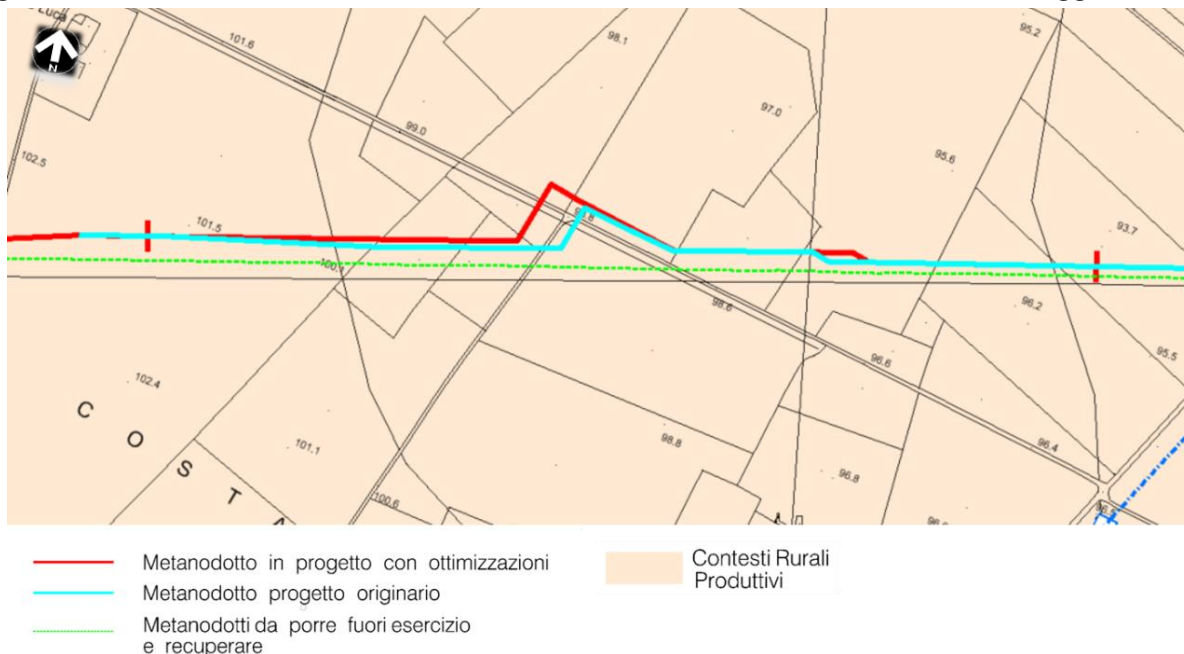 Luca
N
101.6
98.1
95.2
99.0
97.0
95.6
102.5
101.5
93.7
100.1
98.6
96.2
95.5
96.6
102.4
C O S T A
101.1
98.8
96.4
96.8
100.6
96.5
Metanodotto in progetto con ottimizzazioni
Metanodotto progetto originario
Metanodotti da porre fuori esercizio
e recuperare
Contesti Rurali
Produttivi